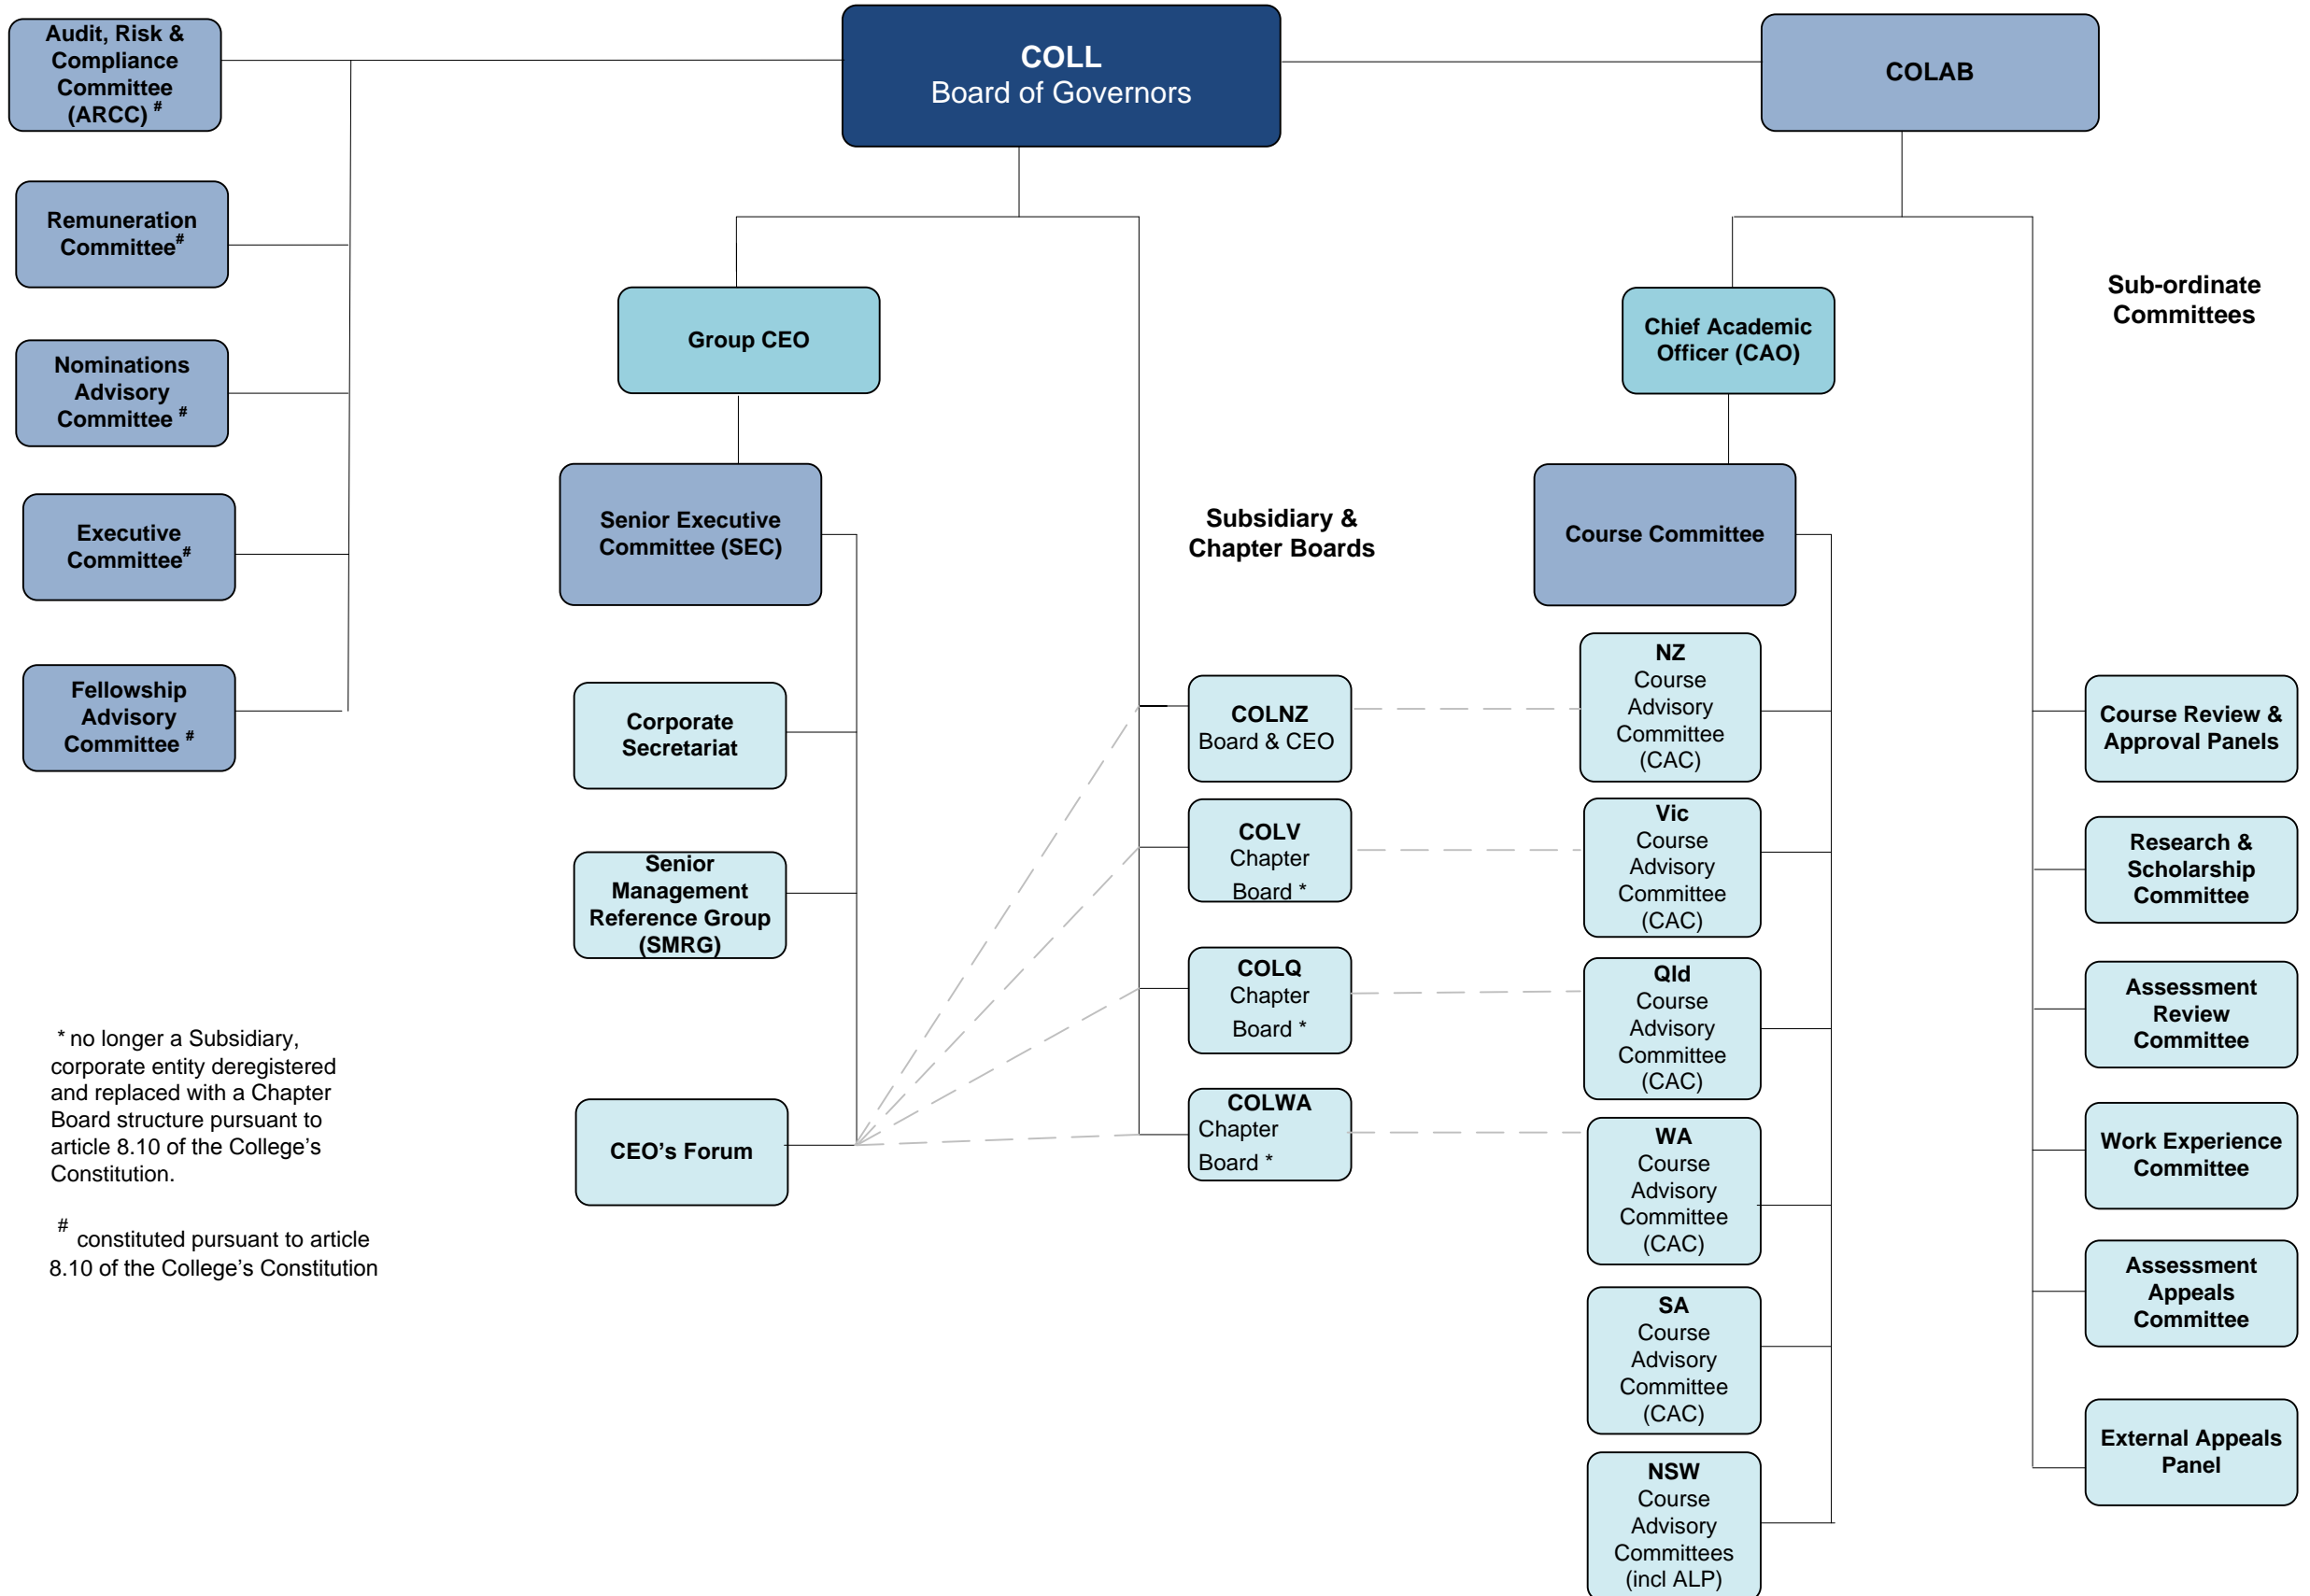 Audit, Risk &
Compliance
Committee
(ARCC) #
COLL
Board of Governors
COLAB
Remuneration
Committee#
Nominations
Advisory
Committee #
Executive
Committee#
Fellowship
Advisory
Committee #
Group CEO
Senior Executive
Committee (SEC)
Corporate
Secretariat
Senior
Management
Reference Group
(SMRG)
CEO's Forum
Subsidiary &
Chapter Boards
COLNZ
Board & CEO
COLV
Chapter
Board *
COLQ
Chapter
Board *
COLWA
Chapter
Board *
Chief Academic
Officer (CAO)
Course Committee
NZ
Course
Advisory
Committee
(CAC)
Vic
Course
Advisory
Committee
(CAC)
Qld
Course
Advisory
Committee
(CAC)
WA
Course
Advisory
Committee
(CAC)
SA
Course
Advisory
Committee
(CAC)
NSW
Course
Advisory
Committees
(incl ALP)
Sub-ordinate
Committees
Course Review &
Approval Panels
Research &
Scholarship
Committee
Assessment
Review
Committee
Work Experience
Committee
Assessment
Appeals
Committee
External Appeals
Panel
* no longer a Subsidiary,
corporate entity deregistered
and replaced with a Chapter
Board structure pursuant to
article 8.10 of the College's
Constitution.
# constituted pursuant to article
8.10 of the College's Constitution